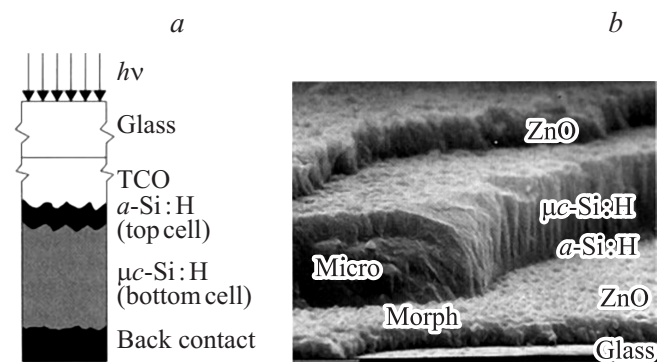 a
hν
Glass
TCO
a-Si:H
(top cell)
μc-Si:H
(bottom cell)
Back contact
b
ZnO
μc-Si:H
a-Si:H
Micro
ZnO
Morph
Glass